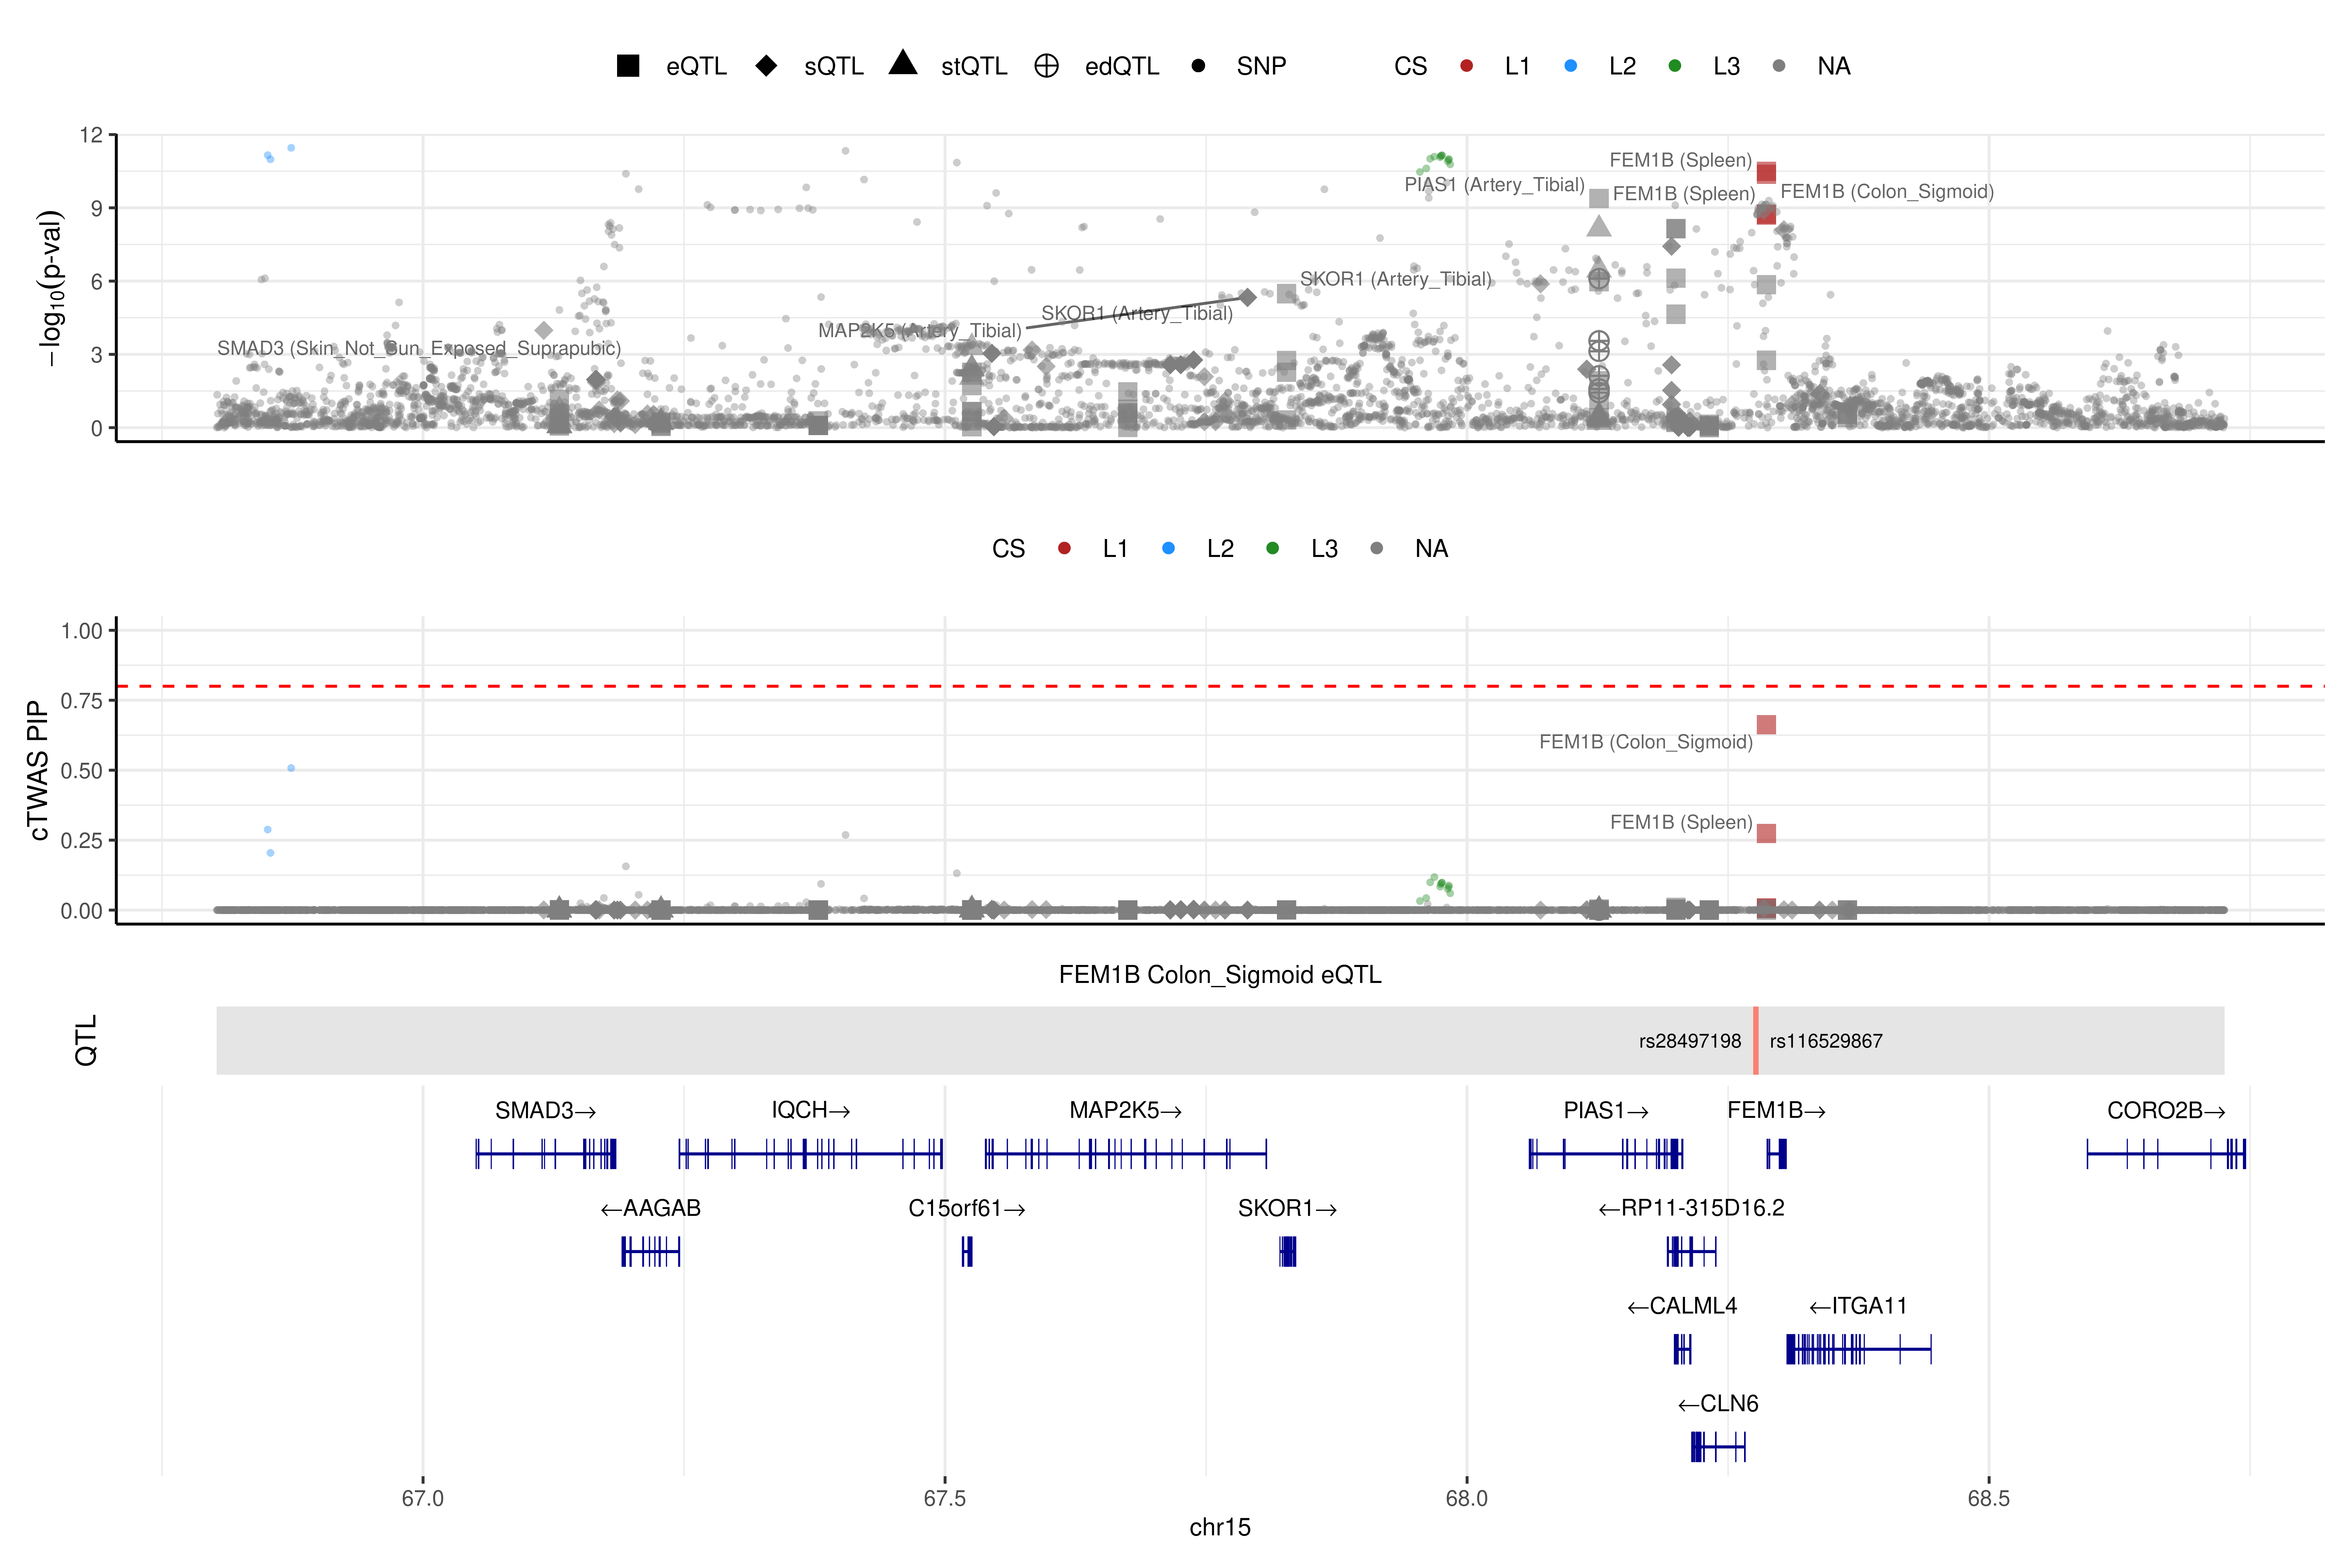 eQTL sQTL stQTL edQTL SNP CS L1 L2 L3 NA
−log10(p-val)
12
9
6
3
0
FEM1B (Spleen)
PIAS1 (Artery_Tibial)
FEM1B (Spleen)
FEM1B (Colon_Sigmoid)
SKOR1 (Artery_Tibial)
SKOR1 (Artery_Tibial)
MAP2K5 (Artery_Tibial)
SMAD3 (Skin_Not_Sun_Exposed_Suprapubic)
CS L1 L2 L3 NA
cTWAS PIP
1.00
0.75
0.50
0.25
0.00
FEM1B (Colon_Sigmoid)
FEM1B (Spleen)
FEM1B Colon_Sigmoid eQTL
QTL
rs28497198 rs116529867
SMAD3→ IQCH→ MAP2K5→ PIAS1→ FEM1B→ CORO2B→
←AAGAB C15orf61→ SKOR1→ ←RP11-315D16.2
←CALML4 ←ITGA11
←CLN6
67.0 67.5 68.0 68.5
chr15